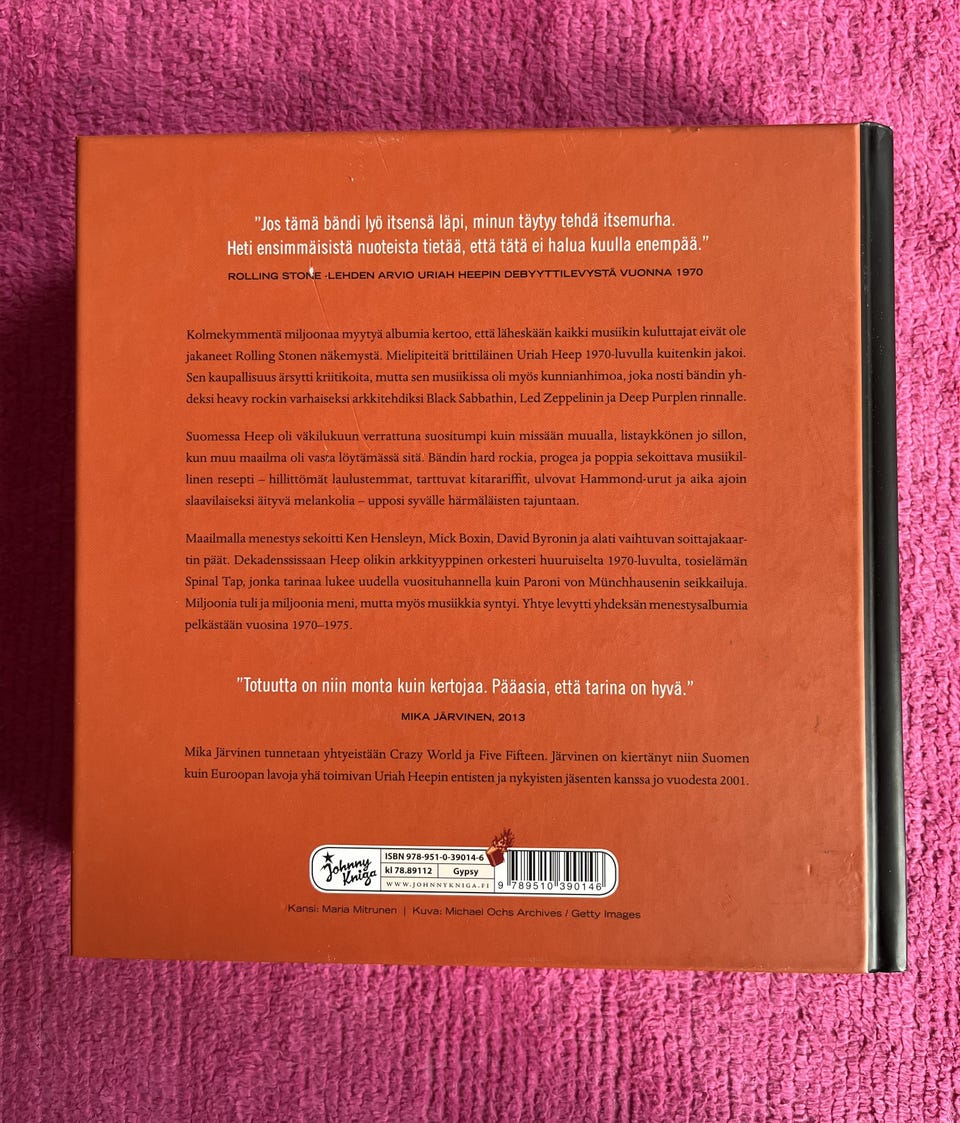 ”Jos tämä bändi lyö itsensä läpi, minun täytyy tehdä itsemurha.
Heti ensimmäisistä nuoteista tietää, että tätä ei halua kuulla enempää.”
ROLLING STONE -LEHDEN ARVIO URIAH HEEPIN DEBYYTTILEVYSTÄ VUONNA 1970
Kolmekymmentä miljoonaa myytyä albumia kertoo, että läheskään kaikki musiikin kuluttajat eivät ole
jakaneet Rolling Stonen näkemystä. Mielipiteitä brittiläinen Uriah Heep 1970-luvulla kuitenkin jakoi.
Sen kaupallisuus ärsytti kriitikoita, mutta sen musiikissa oli myös kunnianhimoa, joka nosti bändin yh-
deksi heavy rockin varhaiseksi arkkitehdiksi Black Sabbathin, Led Zeppelinin ja Deep Purplen rinnalle.
Suomessa Heep oli väkilukuun verrattuna suositumpi kuin missään muualla, listaykkönen jo silloin,
kun muu maailma oli vasta löytämässä sitä. Bändin hard rockia, progea ja poppia sekoittava musiikil-
linen resepti – hillittömät laulustemmat, tarttuvat kitarariffit, ulvovat Hammond-urut ja aika ajoin
slaavilaiseksi äityvä melankolia – upposi syvälle härmäläisten tajuntaan.
Maailmalla menestys sekoitti Ken Hensleyn, Mick Boxin, David Byronin ja alati vaihtuvan soittajakaar-
tin päät. Dekadenssissaan Heep olikin arkkityyppinen orkesteri huuruiselta 1970-luvulta, tosielämän
Spinal Tap, jonka tarinaa lukee uudella vuosituhannella kuin Paroni von Münchhausenin seikkailuja.
Miljoonia tuli ja miljoonia meni, mutta myös musiikkia syntyi. Yhtye levytti yhdeksän menestysalbumia
pelkästään vuosina 1970–1975.
”Totuutta on niin monta kuin kertojaa. Pääasia, että tarina on hyvä.”
MIKA JÄRVINEN, 2013
Mika Järvinen tunnetaan yhtyeistään Crazy World ja Five Fifteen. Järvinen on kiertänyt niin Suomen
kuin Euroopan lavoja yhä toimivan Uriah Heepin entisten ja nykyisten jäsenten kanssa jo vuodesta 2001.
Johnny
Kniga
ISBN 978-951-0-39014-6
kl 78.89112 Gypsy
WWW.JOHNNYKNIGA.FI
9 789510 390146
Kansi: Maria Mitrunen | Kuva: Michael Ochs Archives / Getty Images